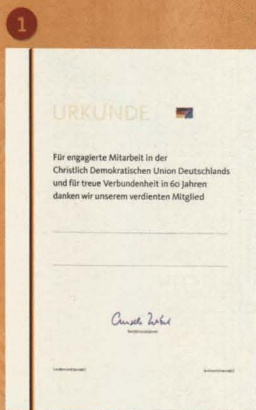 1
URKUNDE
Für engagierte Mitarbeit in der
Christlich Demokratischen Union Deutschlands
und für treue Verbundenheit in 60 Jahren
danken wir unserem verdienten Mitglied